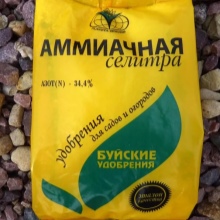 АММИАЧНАЯ
селитра
АЗОТ(N) - 34,4%
удобрения
для садов и огородов
БУЙСКИЕ
УДОБРЕНИЯ